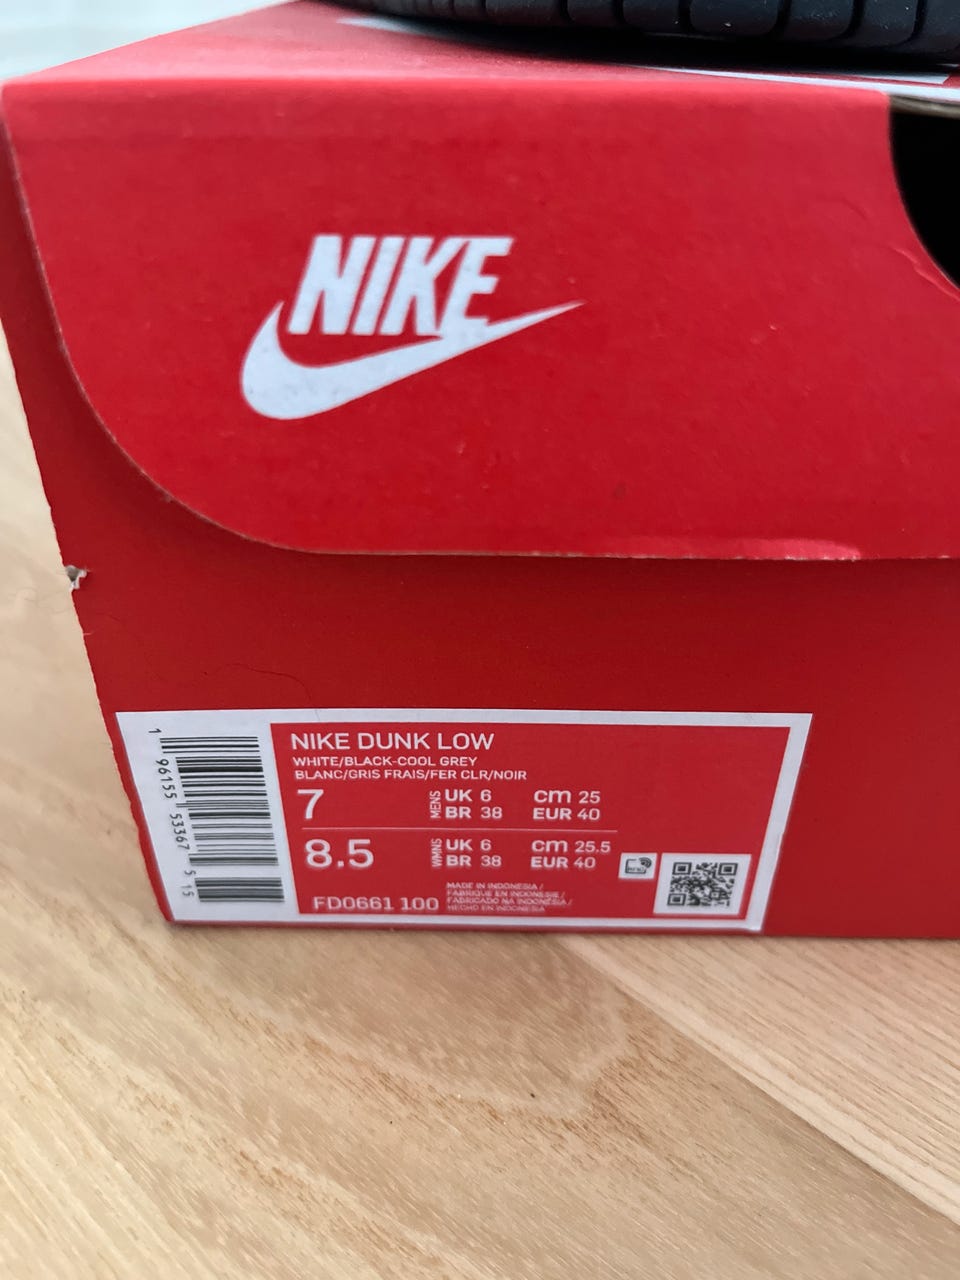 NIKE
NIKE DUNK LOW
WHITE/BLACK-COOL GREY
BLANC/GRIS FRAIS/FER CLR/NOIR
7 MENS UK 6 cm 25
BR 38 EUR 40
8.5 WMNS UK 6 cm 25.5
BR 38 EUR 40
FD0661 100
MADE IN INDONESIA /
FABRIQUE EN INDONESIE /
FABRICADO NA INDONÉSIA /
HECHO EN INDONESIA
1 96155 53367 5 15